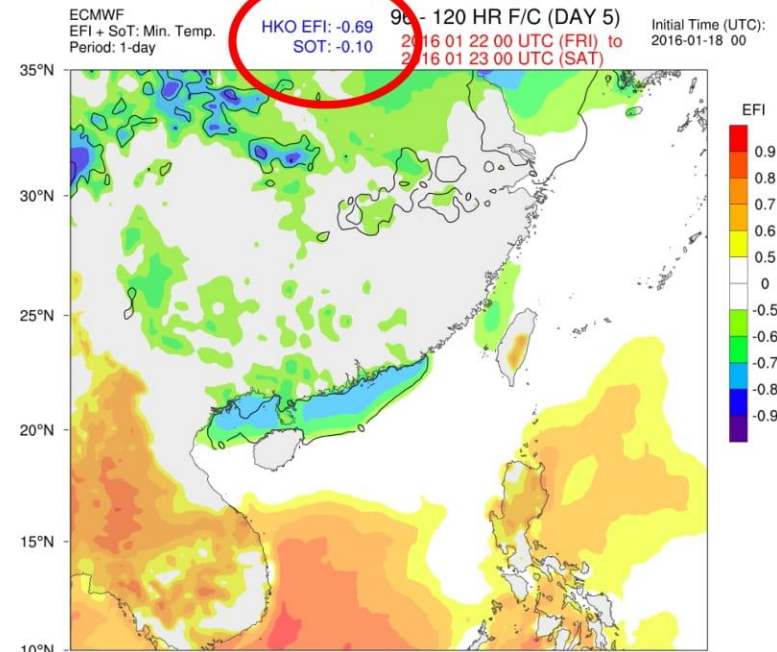 ECMWF
EFI + SoT: Min. Temp.
Period: 1-day
HKO EFI: -0.69
SOT: -0.10
96 - 120 HR F/C (DAY 5)
2016 01 22 00 UTC (FRI) to
2016 01 23 00 UTC (SAT)
Initial Time (UTC):
2016-01-18 00
35°N
30°N
25°N
20°N
15°N
10°N
EFI
0.9
0.8
0.7
0.6
0.5
0
-0.5
-0.6
-0.7
-0.8
-0.9